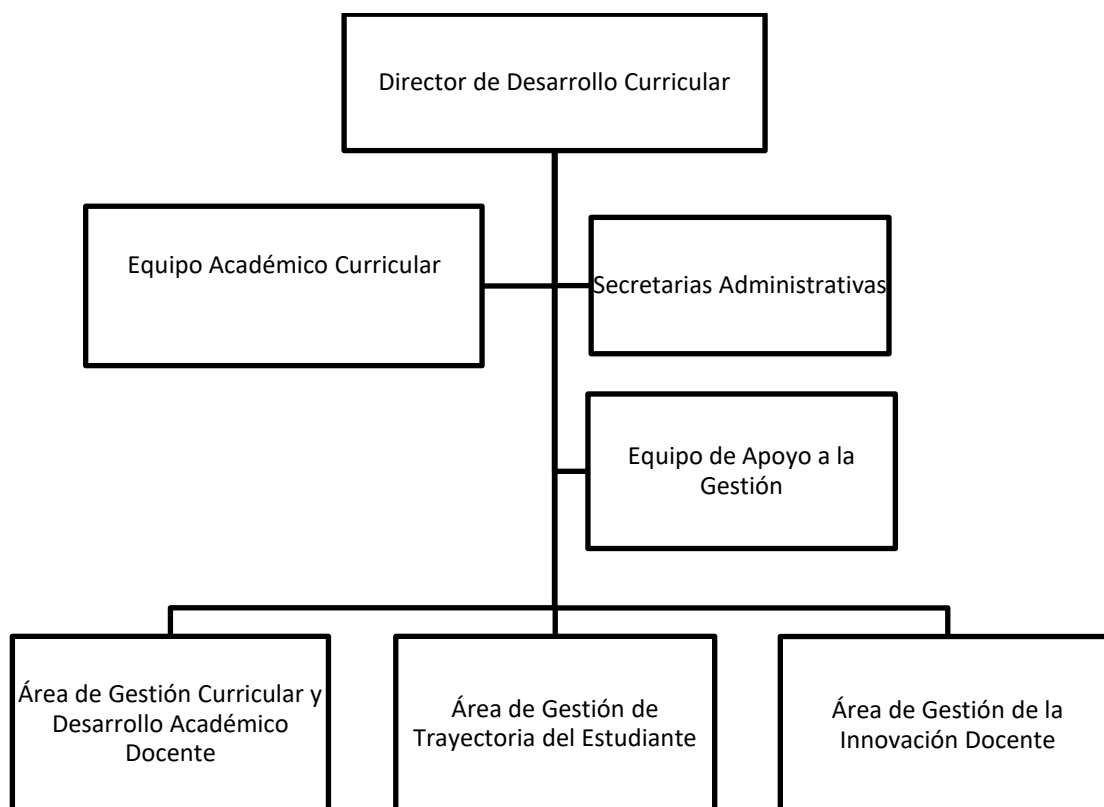 Director de Desarrollo Curricular
Equipo Académico Curricular
Secretarias Administrativas
Equipo de Apoyo a la
Gestión
Área de Gestión Curricular y
Desarrollo Académico
Docente
Área de Gestión de
Trayectoria del Estudiante
Área de Gestión de la
Innovación Docente